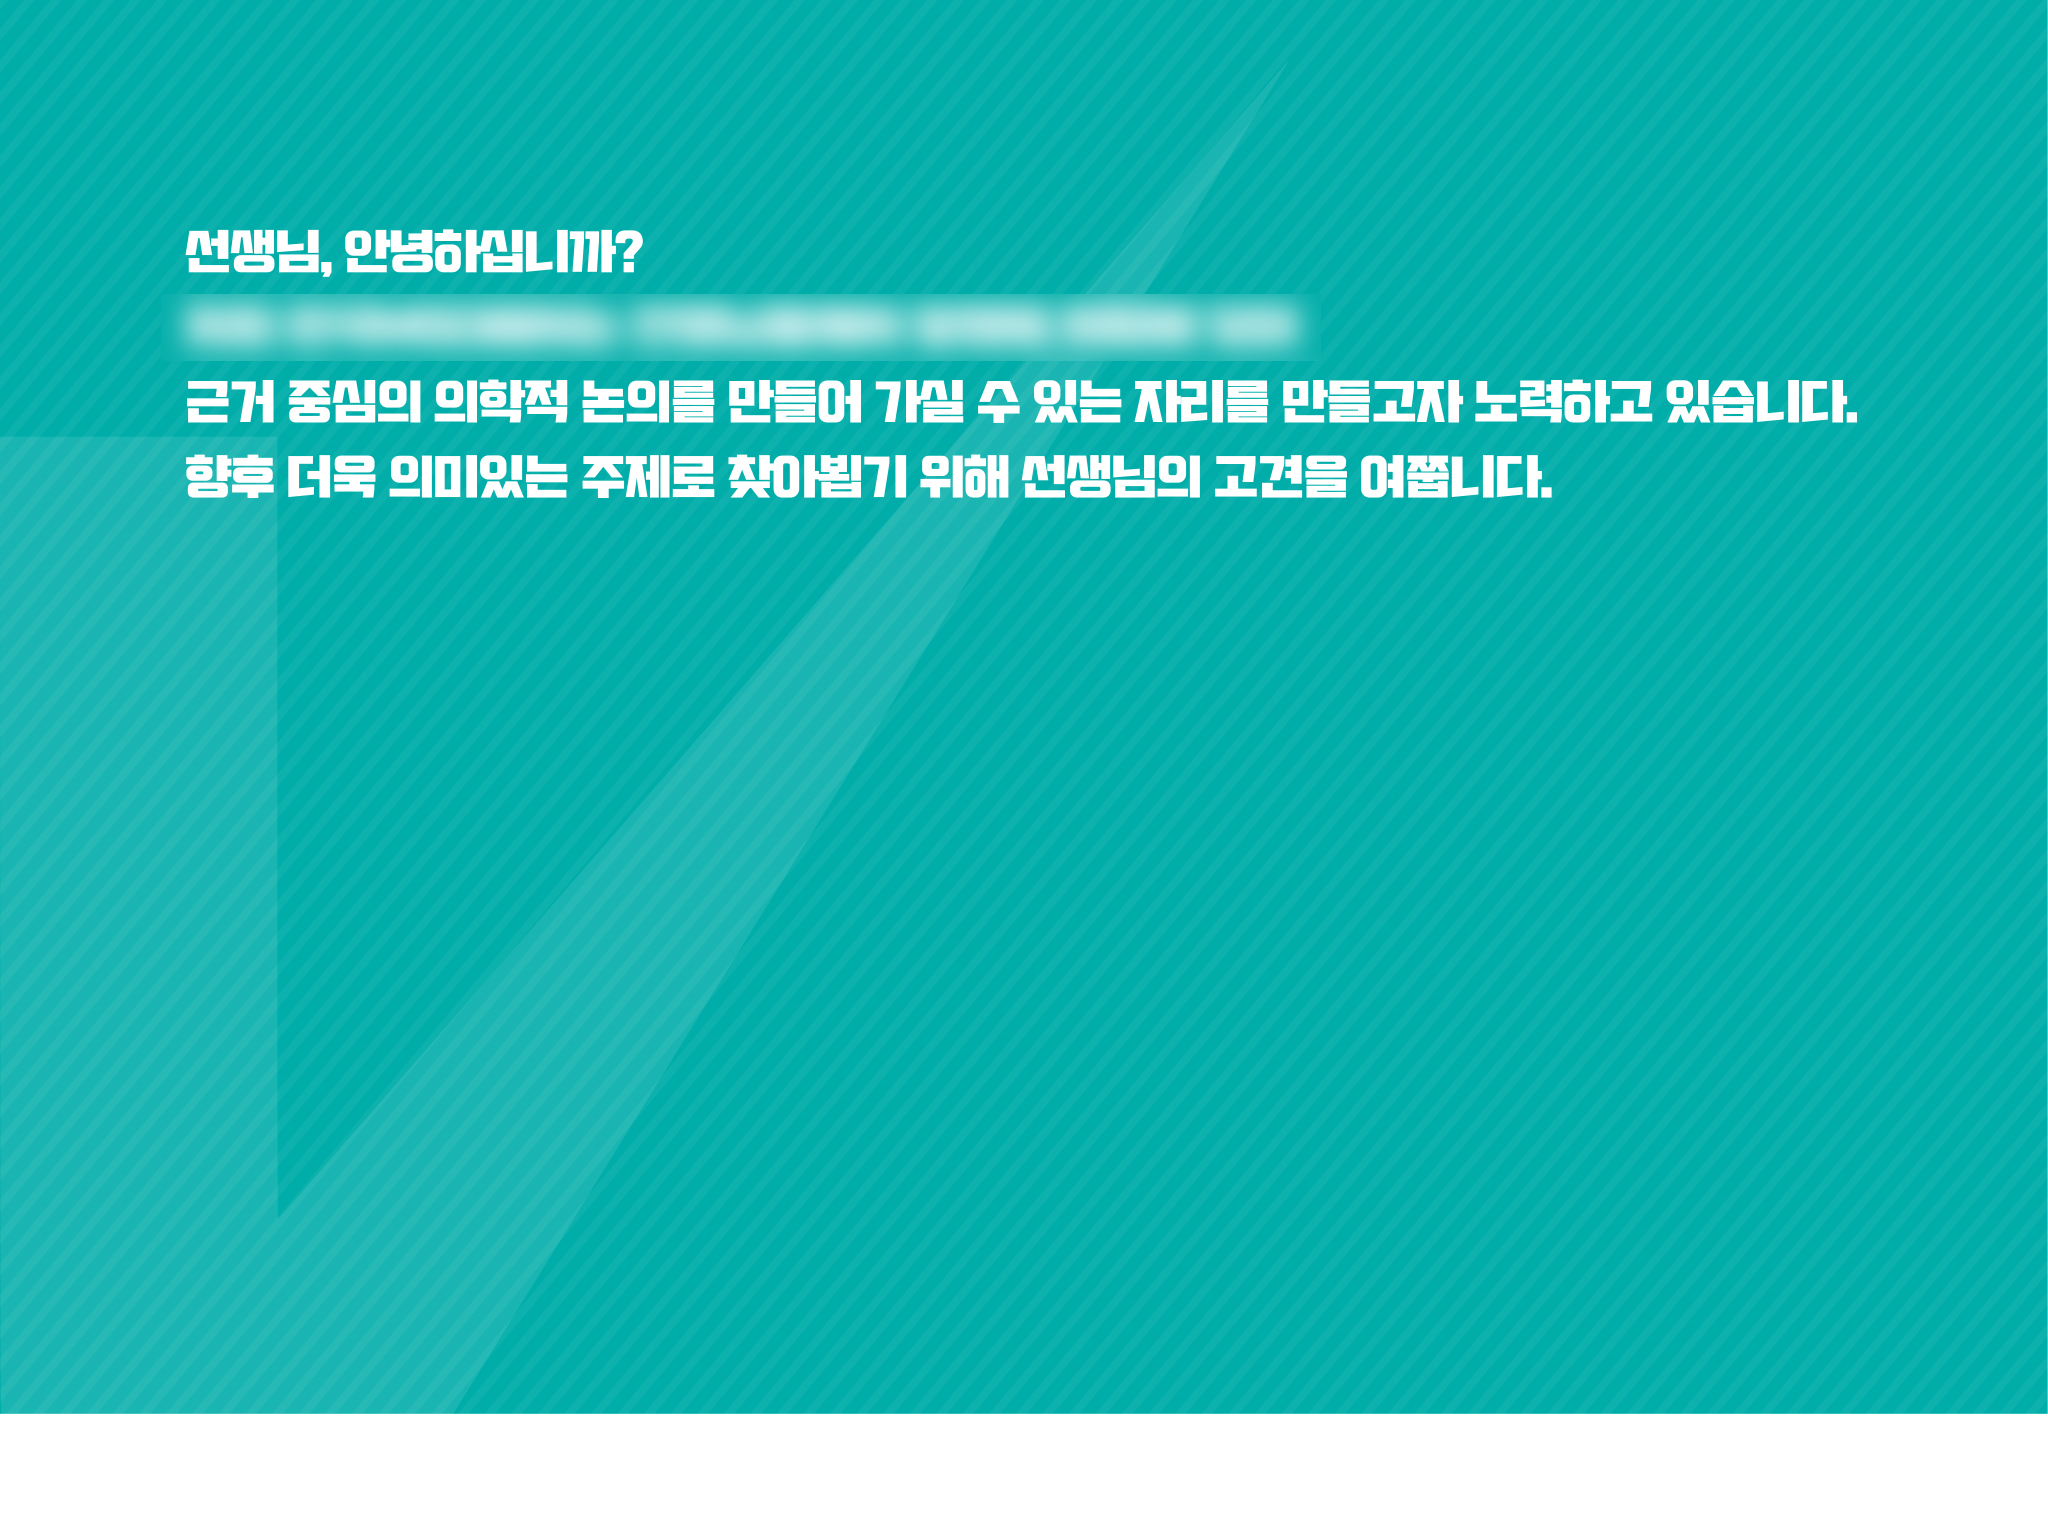 선생님, 안녕하십니까?
근거 중심의 의학적 논의를 만들어 가실 수 있는 자리를 만들고자 노력하고 있습니다.
향후 더욱 의미있는 주제로 찾아뵙기 위해 선생님의 고견을 여쭙니다.